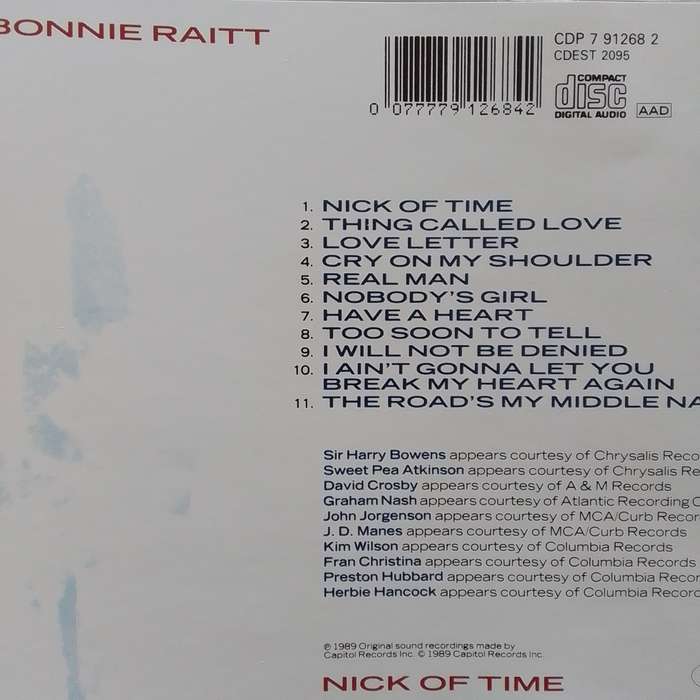 BONNIE RAITT
CDP 7 91268 2
CDEST 2095
0 077779 126842
COMPACT
disc
DIGITAL AUDIO
AAD
1. NICK OF TIME
2. THING CALLED LOVE
3. LOVE LETTER
4. CRY ON MY SHOULDER
5. REAL MAN
6. NOBODY'S GIRL
7. HAVE A HEART
8. TOO SOON TO TELL
9. I WILL NOT BE DENIED
10. I AIN'T GONNA LET YOU
BREAK MY HEART AGAIN
11. THE ROAD'S MY MIDDLE NA
Sir Harry Bowens appears courtesy of Chrysalis Reco
Sweet Pea Atkinson appears courtesy of Chrysalis Re
David Crosby appears courtesy of A & M Records
Graham Nash appears courtesy of Atlantic Recording C
John Jorgenson appears courtesy of MCA/Curb Recor
J. D. Manes appears courtesy of MCA/Curb Records
Kim Wilson appears courtesy of Columbia Records
Fran Christina appears courtesy of Columbia Records
Preston Hubbard appears courtesy of Columbia Recor
Herbie Hancock appears courtesy of Columbia Records
℗ 1989 Original sound recordings made by
Capitol Records Inc. © 1989 Capitol Records Inc.
NICK OF TIME